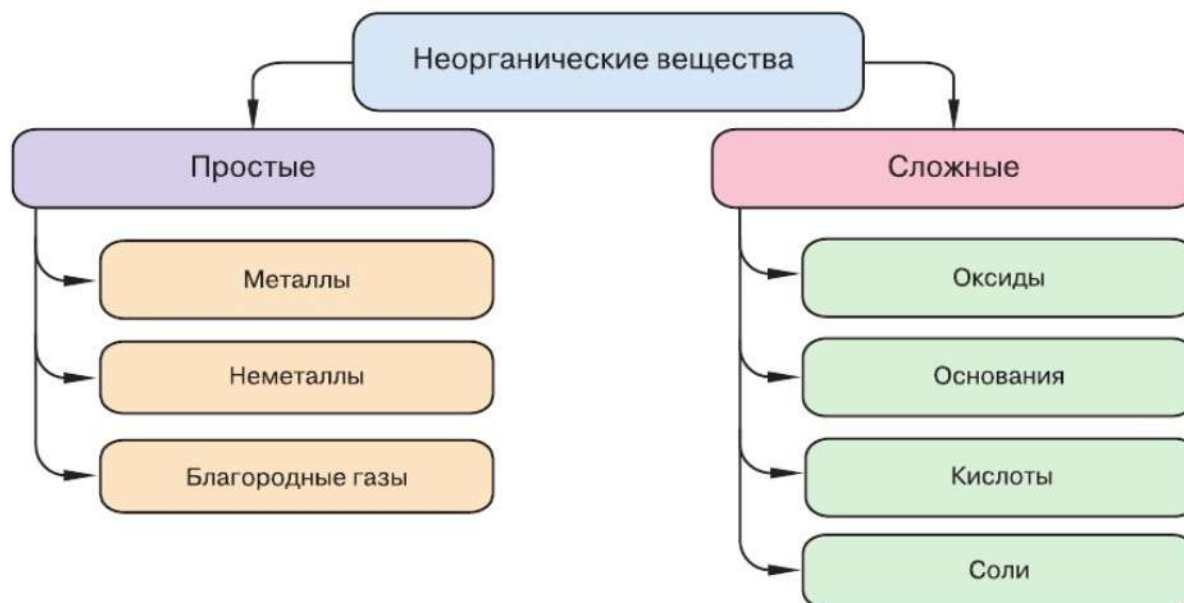 Неорганические вещества
Простые
Металлы
Неметаллы
Благородные газы
Сложные
Оксиды
Основания
Кислоты
Соли